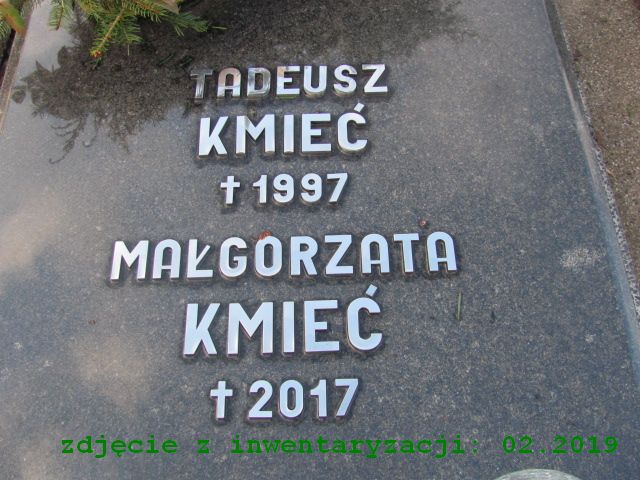 TADEUSZ
KMIEĆ
† 1997
MAŁGORZATA
KMIEĆ
† 2017
zdjęcie z inwentaryzacji: 02.2019